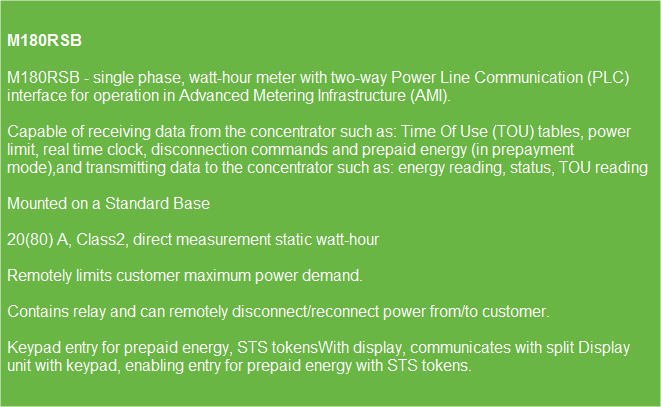 M180RSB
M180RSB - single phase, watt-hour meter with two-way Power Line Communication (PLC)
interface for operation in Advanced Metering Infrastructure (AMI).
Capable of receiving data from the concentrator such as: Time Of Use (TOU) tables, power
limit, real time clock, disconnection commands and prepaid energy (in prepayment
mode),and transmitting data to the concentrator such as: energy reading, status, TOU reading
Mounted on a Standard Base
20(80) A, Class2, direct measurement static watt-hour
Remotely limits customer maximum power demand.
Contains relay and can remotely disconnect/reconnect power from/to customer.
Keypad entry for prepaid energy, STS tokensWith display, communicates with split Display
unit with keypad, enabling entry for prepaid energy with STS tokens.